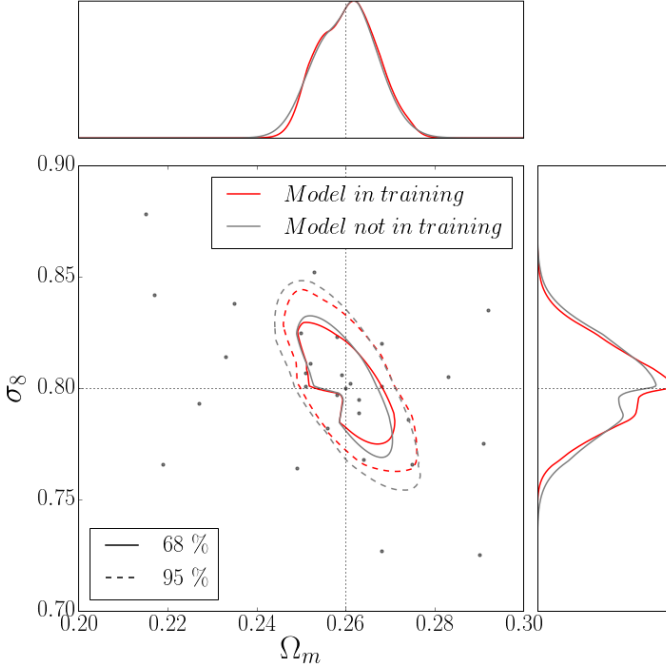 0.90
0.85
0.80
0.75
0.70
σ8
Model in training
Model not in training
68 %
95 %
0.20 0.22 0.24 0.26 0.28 0.30
Ωm